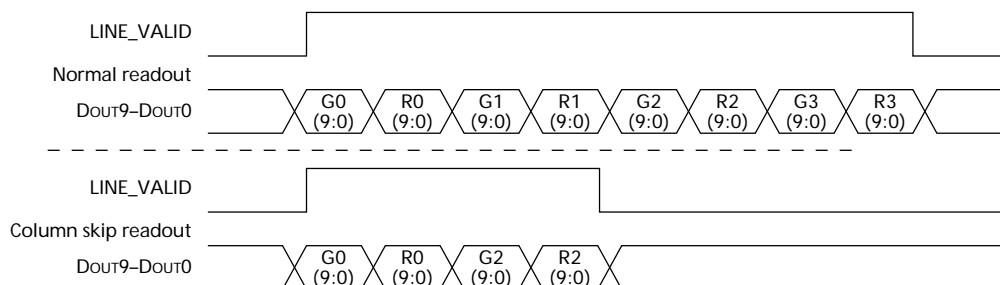 LINE_VALID
Normal readout
DOUT9–DOUT0
G0 R0 G1 R1 G2 R2 G3 R3
(9:0) (9:0) (9:0) (9:0) (9:0) (9:0) (9:0) (9:0)
LINE_VALID
Column skip readout
DOUT9–DOUT0
G0 R0 G2 R2
(9:0) (9:0) (9:0) (9:0)